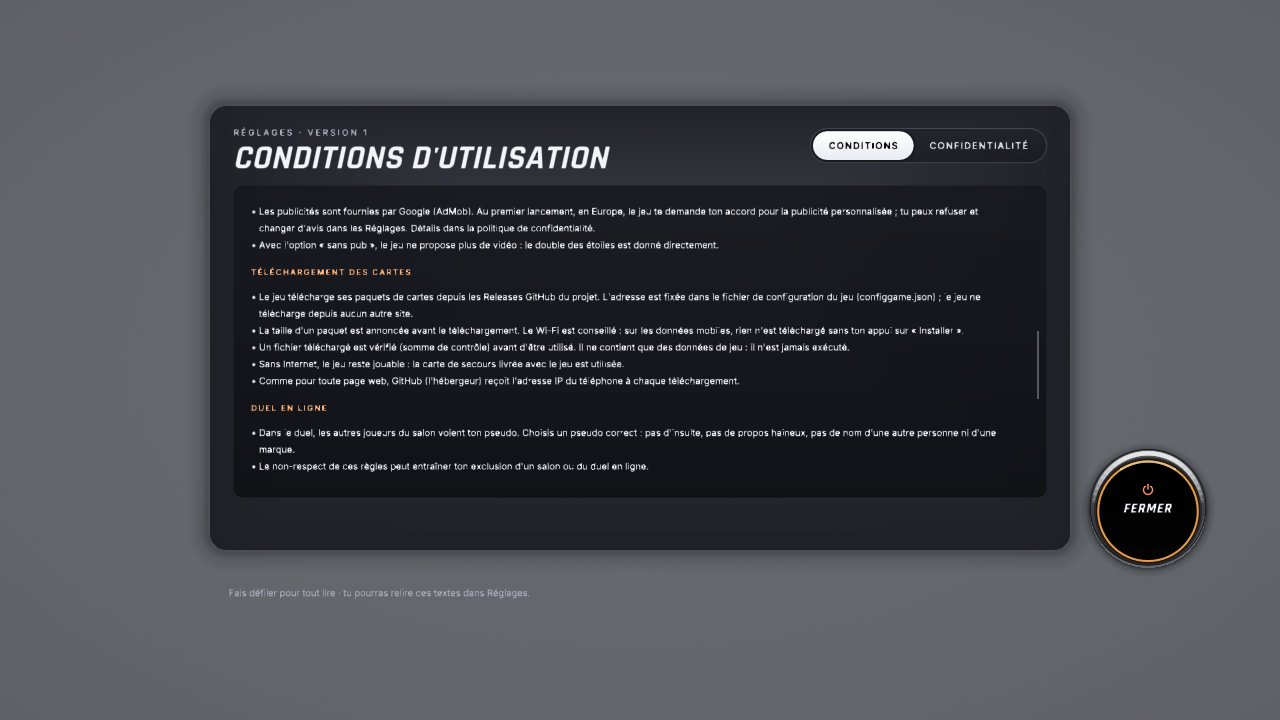 RÉGLAGES · VERSION 1
CONDITIONS D'UTILISATION
CONDITIONS
CONFIDENTIALITÉ
• Les publicités sont fournies par Google (AdMob). Au premier lancement, en Europe, le jeu te demande ton accord pour la publicité personnalisée ; tu peux refuser et
changer d'avis dans les Réglages. Détails dans la politique de confidentialité.
• Avec l'option « sans pub », le jeu ne propose plus de vidéo : le double des étoiles est donné directement.
TÉLÉCHARGEMENT DES CARTES
• Le jeu télécharge ses paquets de cartes depuis les Releases GitHub du projet. L'adresse est fixée dans le fichier de configuration du jeu (configgame.json) ; le jeu ne
télécharge depuis aucun autre site.
• La taille d'un paquet est annoncée avant le téléchargement. Le Wi-Fi est conseillé : sur les données mobiles, rien n'est téléchargé sans ton appui sur « Installer ».
• Un fichier téléchargé est vérifié (somme de contrôle) avant d'être utilisé. Il ne contient que des données de jeu : il n'est jamais exécuté.
• Sans Internet, le jeu reste jouable : la carte de secours livrée avec le jeu est utilisée.
• Comme pour toute page web, GitHub (l'hébergeur) reçoit l'adresse IP du téléphone à chaque téléchargement.
DUEL EN LIGNE
• Dans le duel, les autres joueurs du salon voient ton pseudo. Choisis un pseudo correct : pas d'insulte, pas de propos haineux, pas de nom d'une autre personne ni d'une
marque.
• Le non-respect de ces règles peut entraîner ton exclusion d'un salon ou du duel en ligne.
FERMER
Fais défiler pour tout lire · tu pourras relire ces textes dans Réglages.